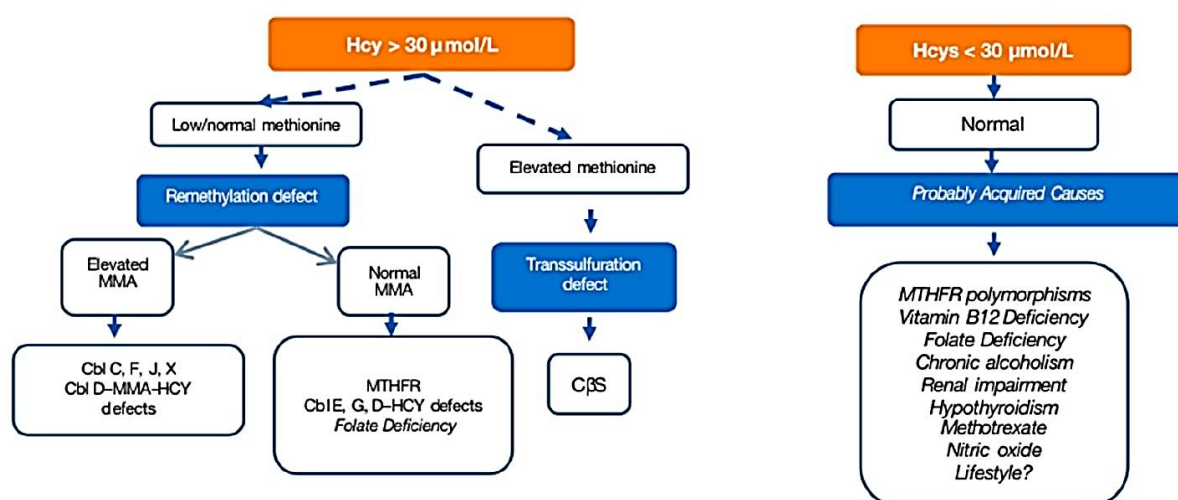 Hcy > 30 µmol/L
Low/normal methionine
Remethylation defect
Elevated
MMA
Cbl C, F, J, X
Cbl D–MMA–HCY
defects
Normal
MMA
MTHFR
Cbl E, G, D–HCY defects
Folate Deficiency
Elevated methionine
Transsulfuration
defect
CβS
Hcys < 30 µmol/L
Normal
Probably Acquired Causes
MTHFR polymorphisms
Vitamin B12 Deficiency
Folate Deficiency
Chronic alcoholism
Renal impairment
Hypothyroidism
Methotrexate
Nitric oxide
Lifestyle?